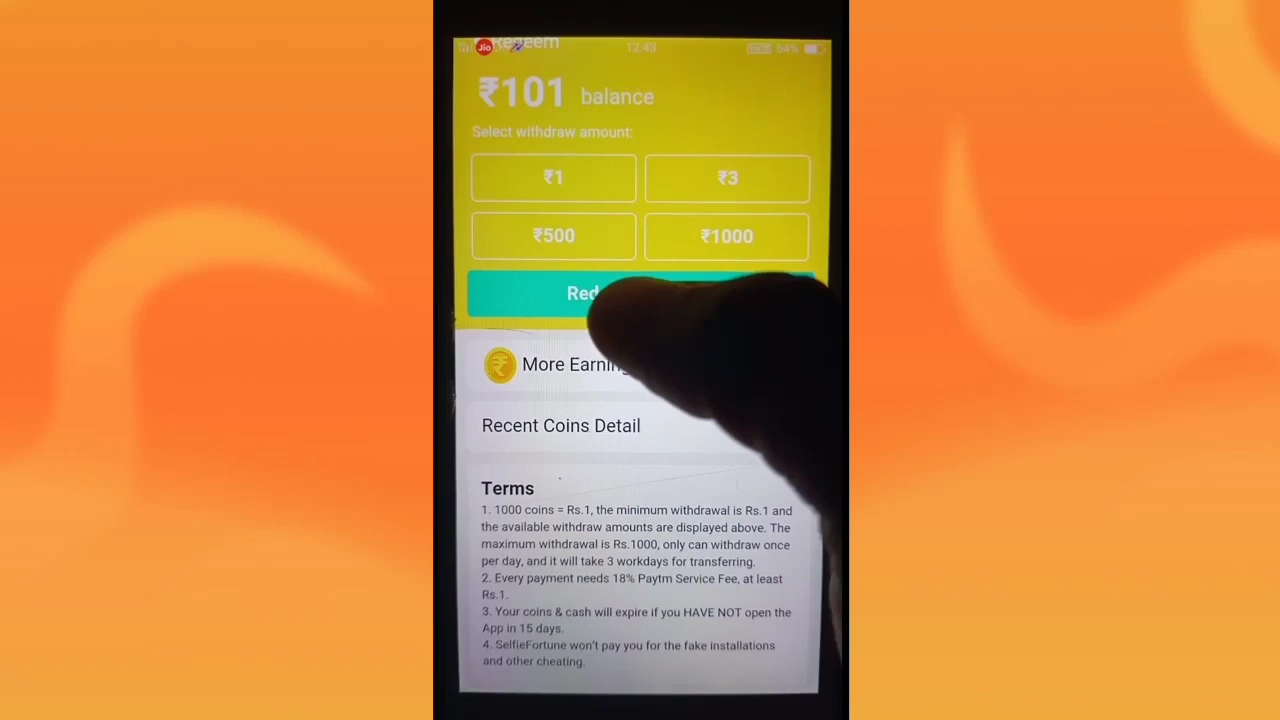 Redeem
Jio 12:43 64%
₹101 balance
Select withdraw amount:
₹1 ₹3
₹500 ₹1000
More Earning
Recent Coins Detail
Terms
1. 1000 coins = Rs.1, the minimum withdrawal is Rs.1 and
the available withdraw amounts are displayed above. The
maximum withdrawal is Rs.1000, only can withdraw once
per day, and it will take 3 workdays for transferring.
2. Every payment needs 18% Paytm Service Fee, at least
Rs.1.
3. Your coins & cash will expire if you HAVE NOT open the
App in 15 days.
4. SelfieFortune won't pay you for the fake installations
and other cheating.